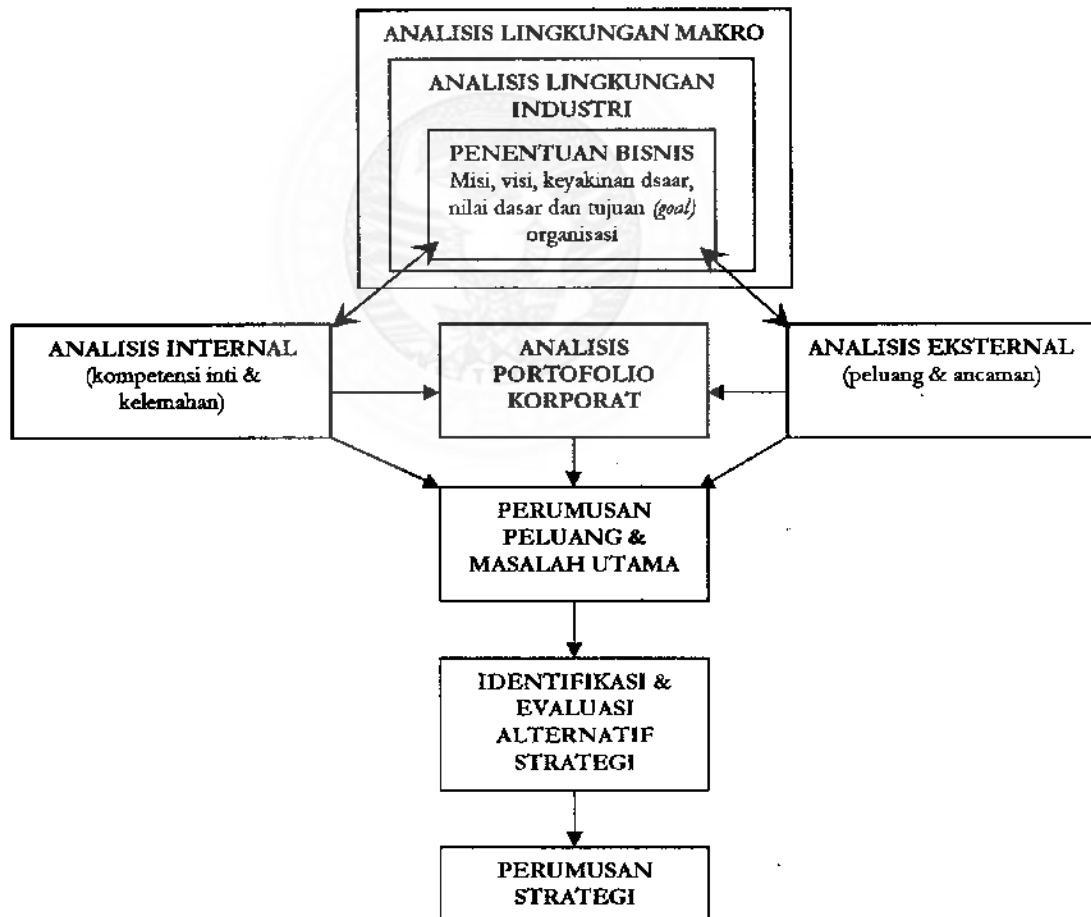 ANALISIS LINGKUNGAN MAKRO
ANALISIS LINGKUNGAN
INDUSTRI
PENENTUAN BISNIS
Misi, visi, keyakinan dsaar,
nilai dasar dan tujuan (goal)
organisasi
ANALISIS INTERNAL
(kompetensi inti &
kelemahan)
ANALISIS
PORTOFOLIO
KORPORAT
ANALISIS EKSTERNAL
(peluang & ancaman)
PERUMUSAN
PELUANG &
MASALAH UTAMA
IDENTIFIKASI &
EVALUASI
ALTERNATIF
STRATEGI
PERUMUSAN
STRATEGI